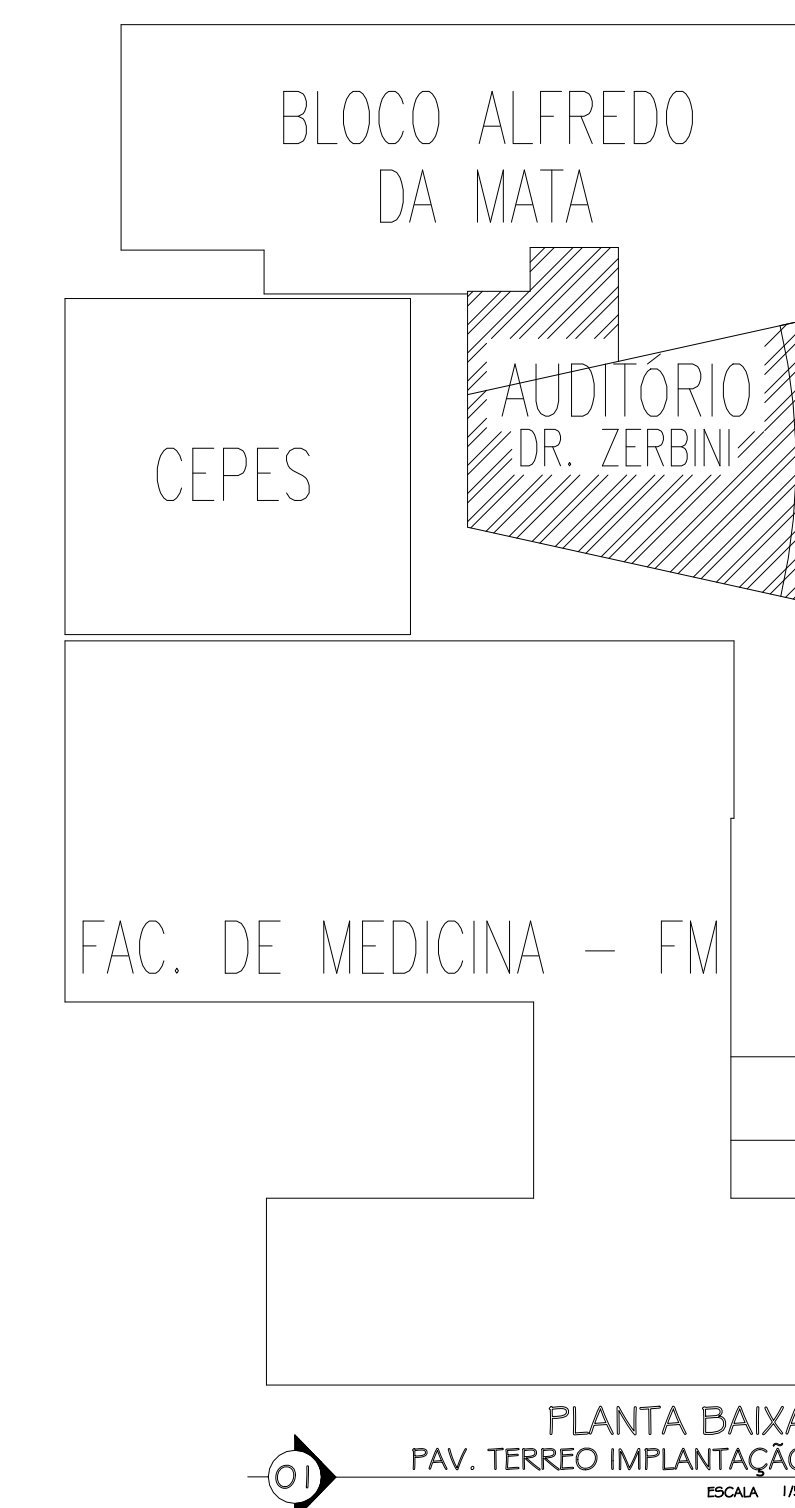 BLOCO ALFREDO
DA MATA
AUDITÓRIO
DR. ZERBINI
CEPES
FAC. DE MEDICINA - FM
PLANTA BAIXA
PAV. TERREO IMPLANTAÇÃO
01
ESCALA